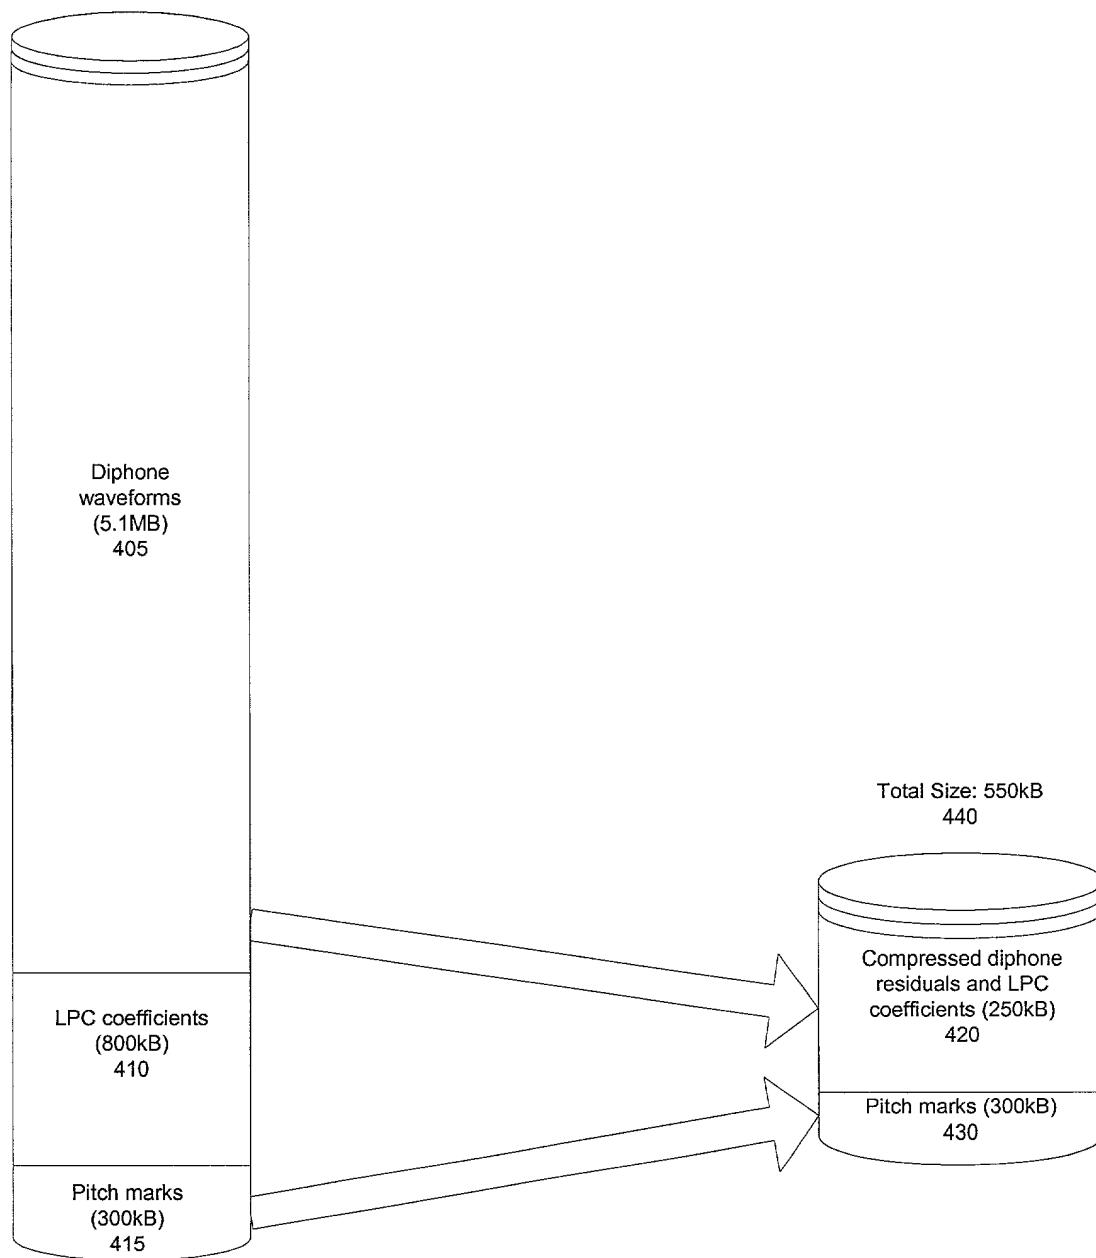 Diphone
waveforms
(5.1MB)
405
LPC coefficients
(800kB)
410
Pitch marks
(300kB)
415
Total Size: 550kB
440
Compressed diphone
residuals and LPC
coefficients (250kB)
420
Pitch marks (300kB)
430